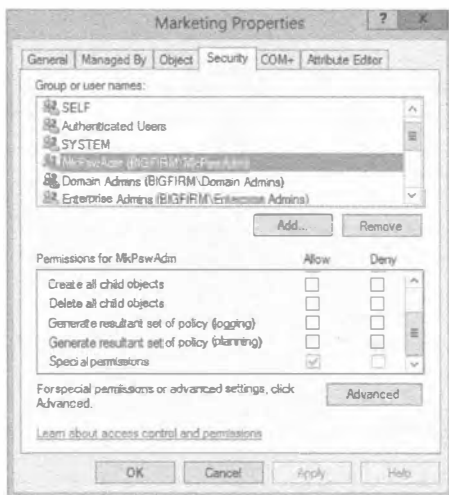 Marketing Properties
? X
General Managed By Object Security COM+ Attribute Editor
Group or user names:
SELF
Authenticated Users
SYSTEM
MkPswAdm (BIGFIRM\MkPswAdm)
Domain Admins (BIGFIRM\Domain Admins)
Enterprise Admins (BIGFIRM\Enterprise Admins)
Add... Remove
Permissions for MkPswAdm Allow Deny
Create all child objects
Delete all child objects
Generate resultant set of policy (logging)
Generate resultant set of policy (planning)
Special permissions
For special permissions or advanced settings, click
Advanced.
Advanced
Learn about access control and permissions
OK Cancel Apply Help